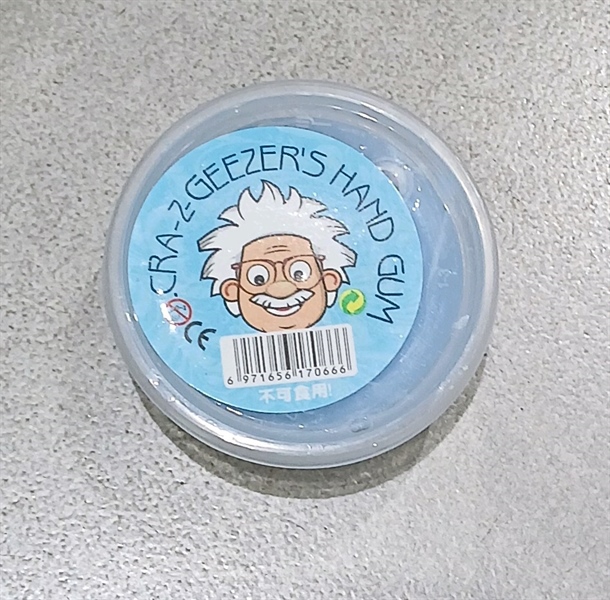 CRA-Z-GEEZER'S HAND GUM
CE
6 971656 170666
不可食用!